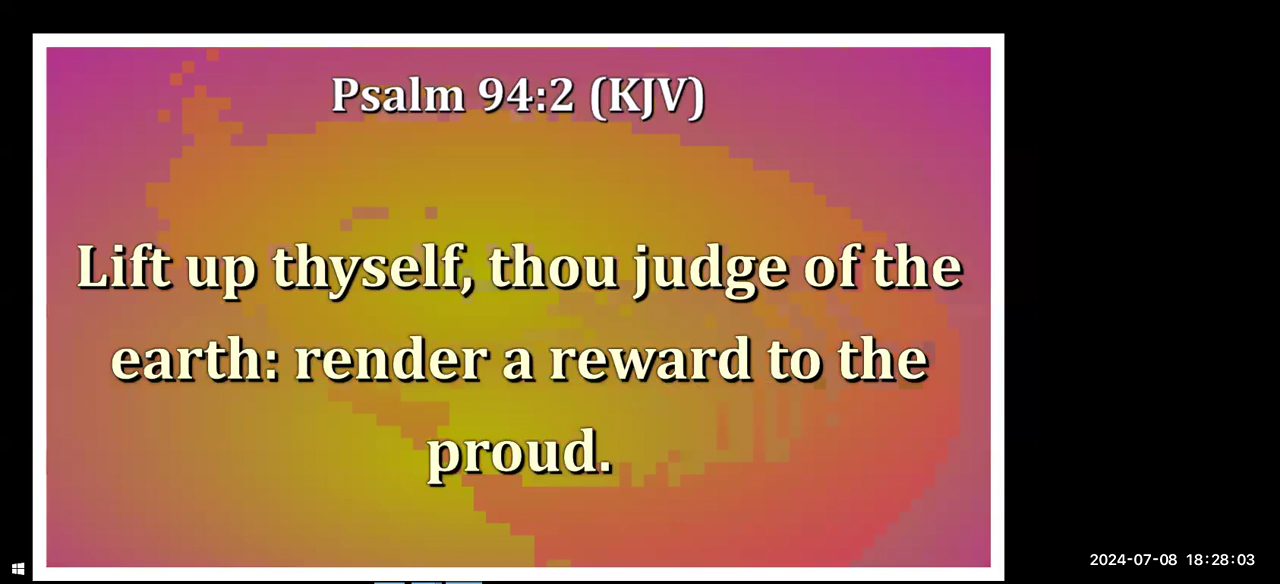 Psalm 94:2 (KJV)
Lift up thyself, thou judge of the
earth: render a reward to the
proud.
2024-07-08 18:28:03